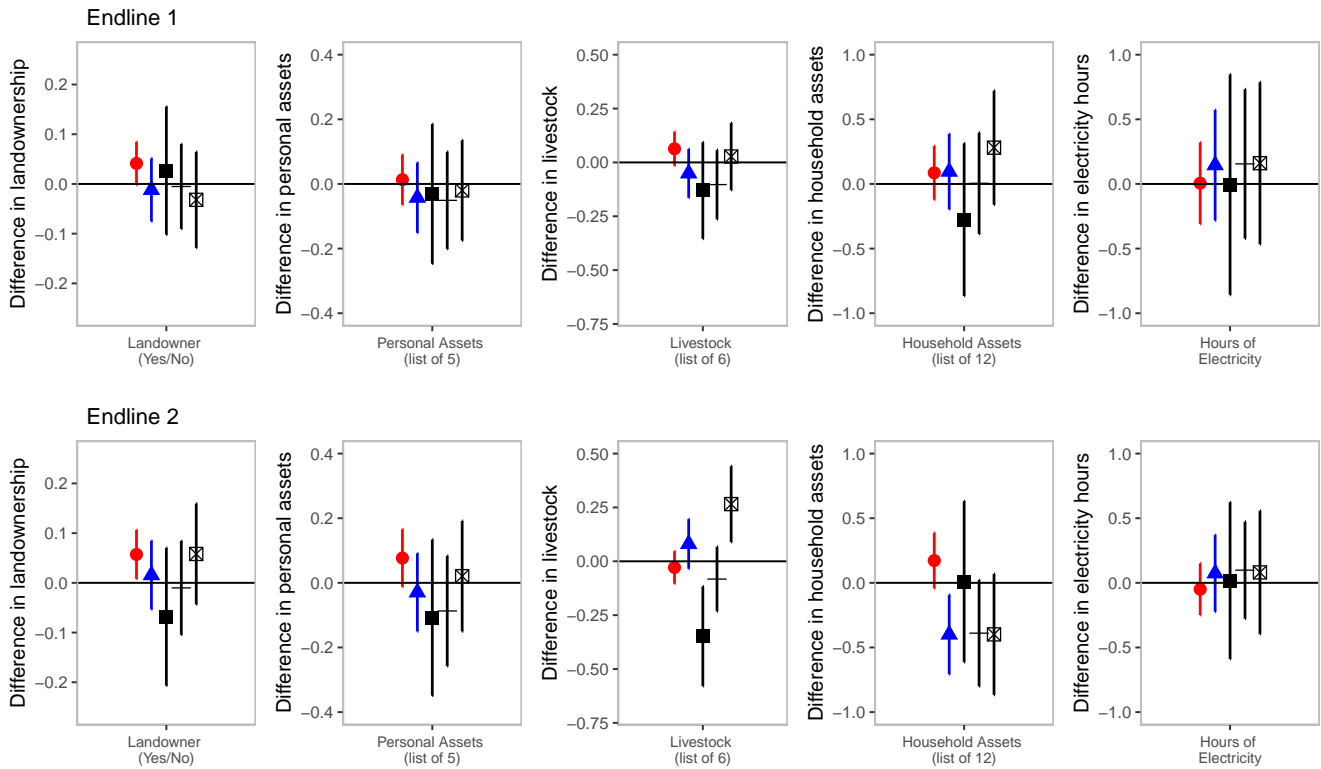 Endline 1
Difference in landownership
0.2
0.1
0.0
−0.1
−0.2
Landowner
(Yes/No)
Difference in personal assets
0.4
0.2
0.0
−0.2
−0.4
Personal Assets
(list of 5)
Difference in livestock
0.50
0.25
0.00
−0.25
−0.50
−0.75
Livestock
(list of 6)
Difference in household assets
1.0
0.5
0.0
−0.5
−1.0
Household Assets
(list of 12)
Difference in electricity hours
1.0
0.5
0.0
−0.5
−1.0
Hours of
Electricity
Endline 2
Difference in landownership
0.2
0.1
0.0
−0.1
−0.2
Landowner
(Yes/No)
Difference in personal assets
0.4
0.2
0.0
−0.2
−0.4
Personal Assets
(list of 5)
Difference in livestock
0.50
0.25
0.00
−0.25
−0.50
−0.75
Livestock
(list of 6)
Difference in household assets
1.0
0.5
0.0
−0.5
−1.0
Household Assets
(list of 12)
Difference in electricity hours
1.0
0.5
0.0
−0.5
−1.0
Hours of
Electricity